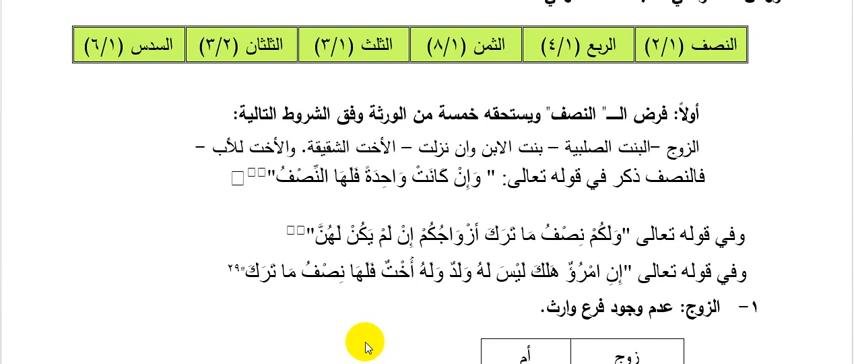 النصف (٢/١) الربع (٤/١) الثمن (٨/١) الثلث (٣/١) الثلثان (٣/٢) السدس (٦/١)
أولاً: فرض الـــ" النصف" ويستحقه خمسة من الورثة وفق الشروط التالية:
الزوج –البنت الصلبية – بنت الابن وان نزلت – الأخت الشقيقة. والأخت للأب –
فالنصف ذكر في قوله تعالى: " وَإِنْ كَانَتْ وَاحِدَةً فَلَهَا النِّصْفُ"
وفي قوله تعالى "وَلَكُمْ نِصْفُ مَا تَرَكَ أَزْوَاجُكُمْ إِنْ لَمْ يَكُنْ لَهُنَّ"
وفي قوله تعالى "إِنِ امْرُؤٌ هَلَكَ لَيْسَ لَهُ وَلَدٌ وَلَهُ أُخْتٌ فَلَهَا نِصْفُ مَا تَرَكَ"٢٩
١- الزوج: عدم وجود فرع وارث.
زوج أم